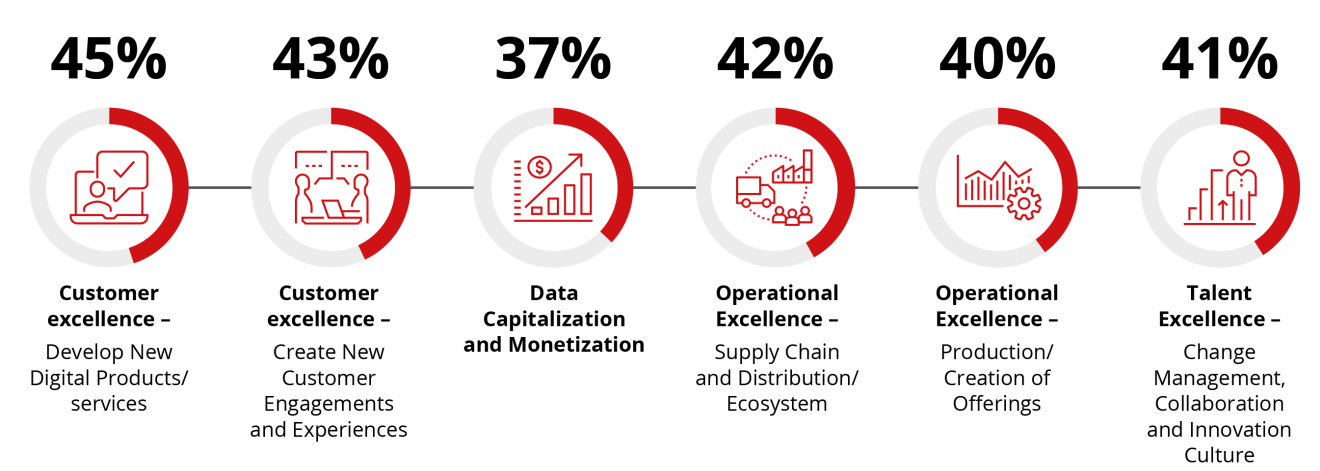 45%
43%
37%
42%
40%
41%
$
Customer
excellence –
Develop New
Digital Products/
services
Customer
excellence –
Create New
Customer
Engagements
and Experiences
Data
Capitalization
and Monetization
Operational
Excellence –
Supply Chain
and Distribution/
Ecosystem
Operational
Excellence –
Production/
Creation of
Offerings
Talent
Excellence –
Change
Management,
Collaboration
and Innovation
Culture